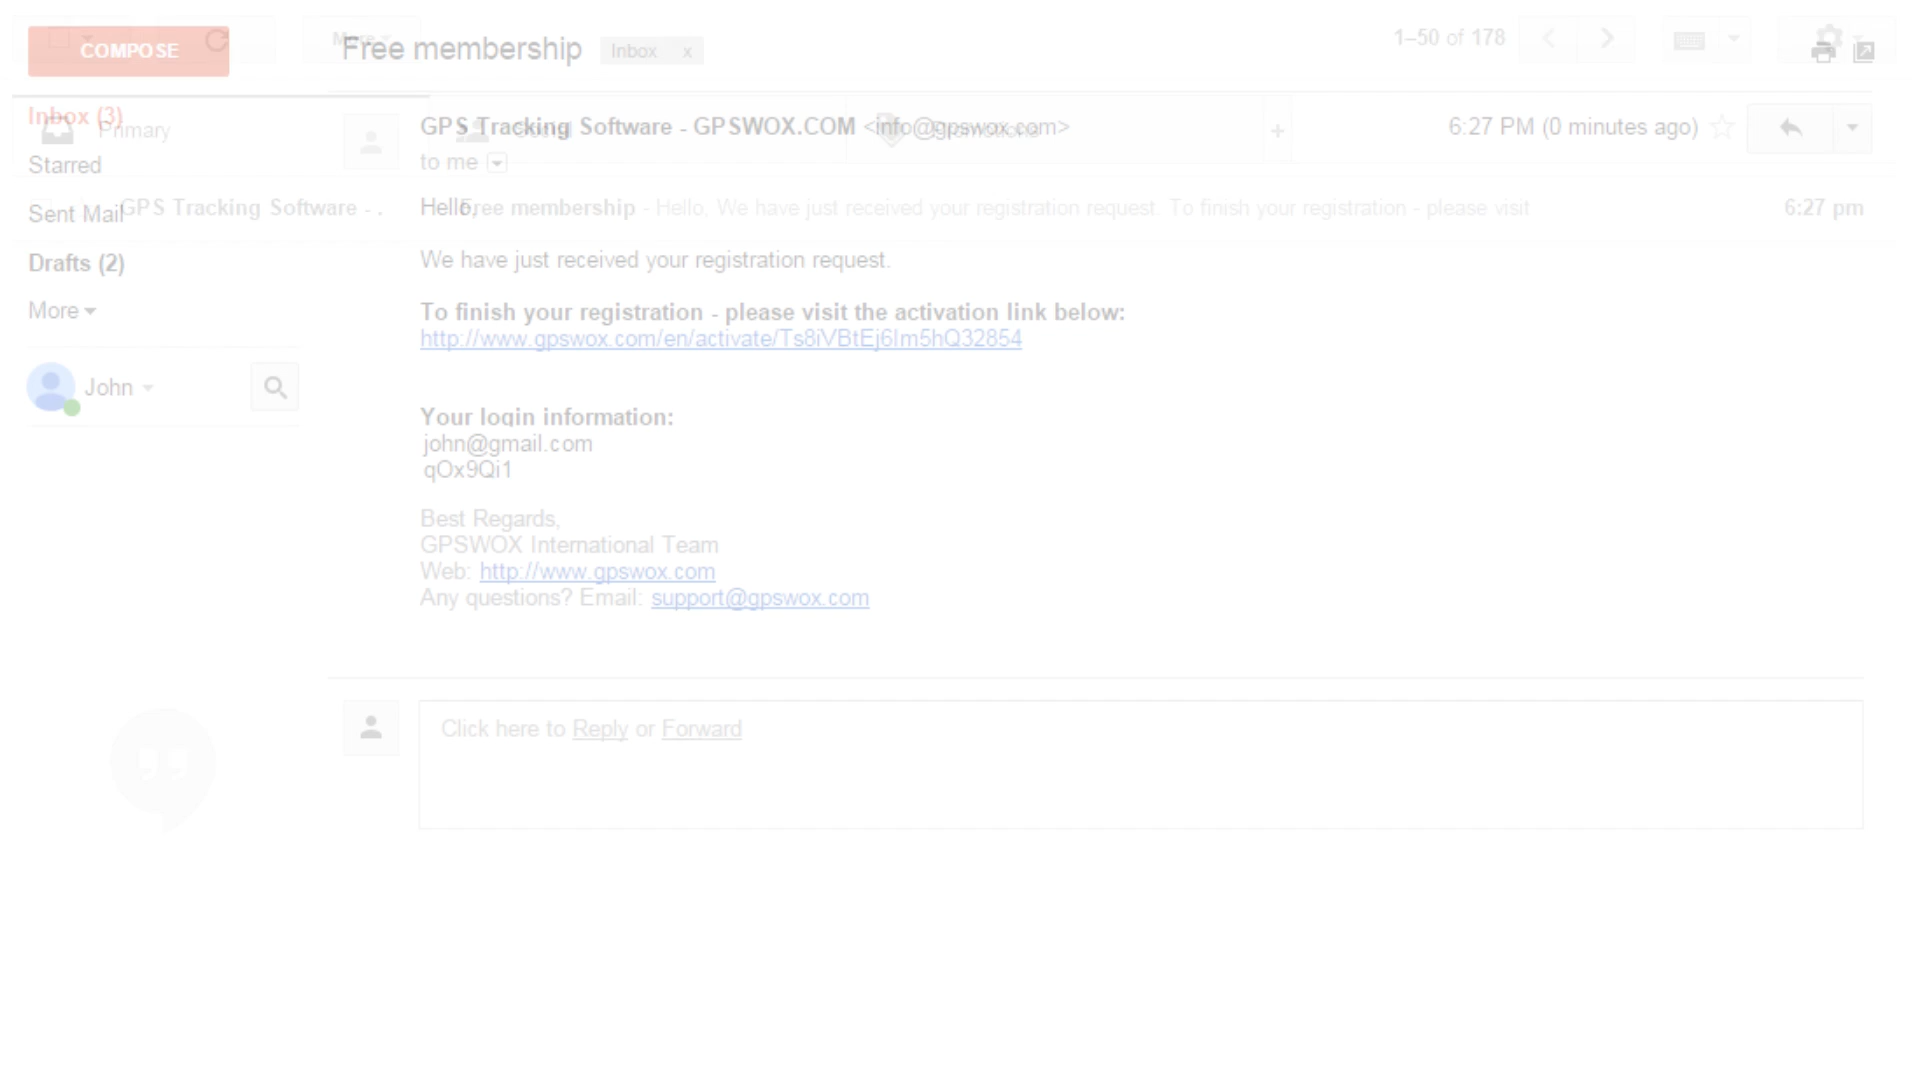 COMPOSE
More
Free membership
Inbox x
1–50 of 178
Inbox (3)
Primary
GPS Tracking Software - GPSWOX.COM <info@gpswox.com>
6:27 PM (0 minutes ago)
to me
Starred
Sent Mail
GPS Tracking Software - .
Hello,
Free membership - Hello, We have just received your registration request. To finish your registration - please visit
6:27 pm
Drafts (2)
We have just received your registration request.
More
To finish your registration - please visit the activation link below:
http://www.gpswox.com/en/activate/Ts8iVBtEj6Im5hQ32854
John
Your login information:
john@gmail.com
qOx9Qi1
Best Regards,
GPSWOX International Team
Web: http://www.gpswox.com
Any questions? Email: support@gpswox.com
Click here to Reply or Forward